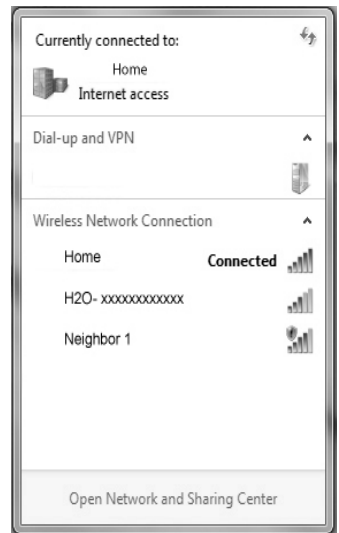 Currently connected to:
Home
Internet access
Dial-up and VPN
Wireless Network Connection
Home Connected
H2O- xxxxxxxxxxxx
Neighbor 1
Open Network and Sharing Center